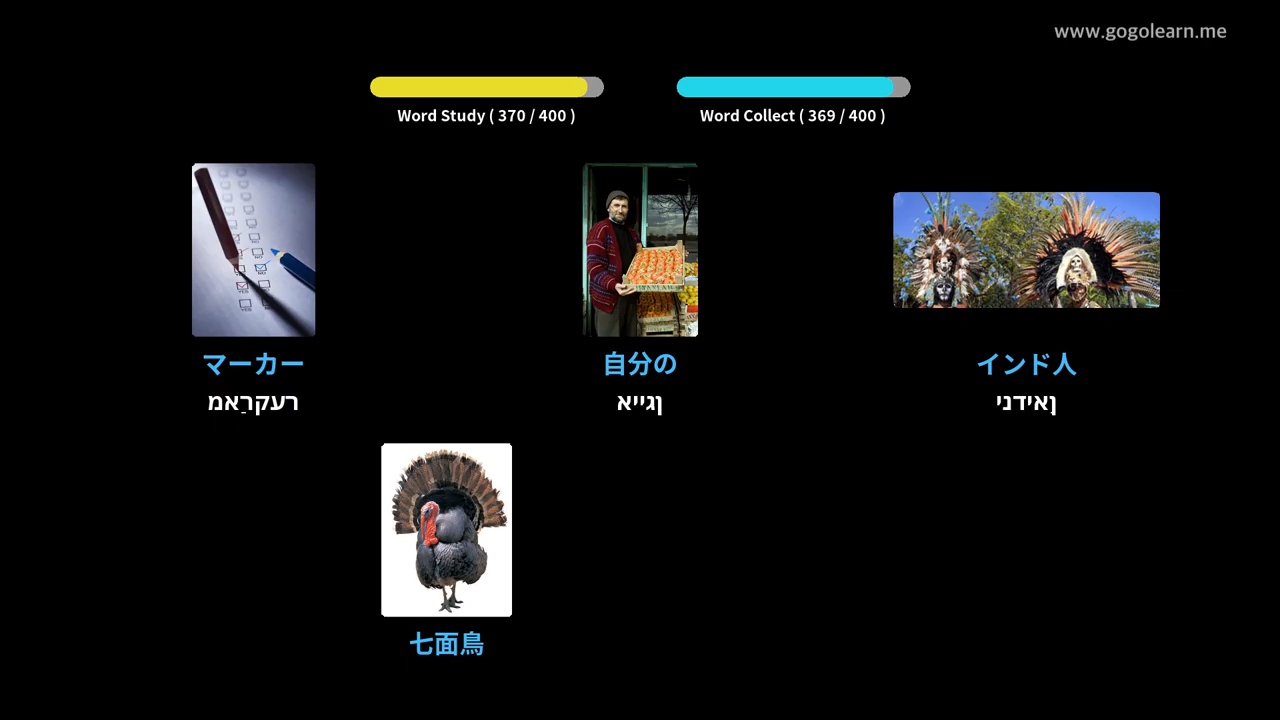 www.gogolearn.me
Word Study ( 370 / 400 )
Word Collect ( 369 / 400 )
マーカー
自分の
インド人
רעקרַאמ
ןגייא
ןָאידני
七面鳥